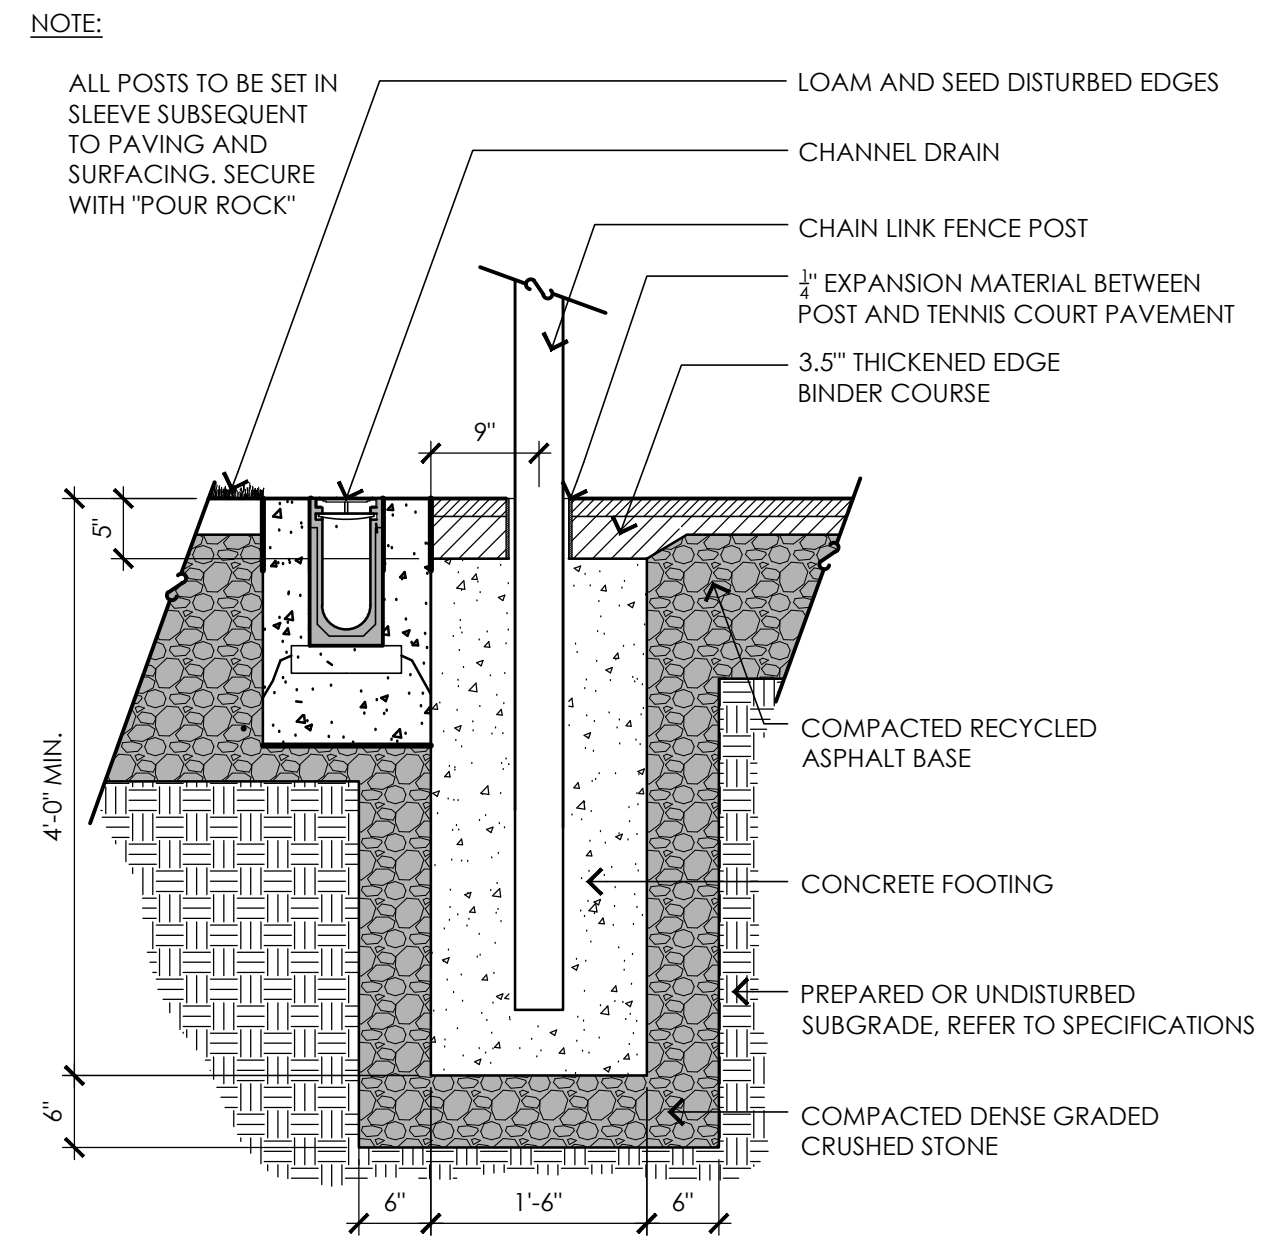 NOTE:
ALL POSTS TO BE SET IN
SLEEVE SUBSEQUENT
TO PAVING AND
SURFACING. SECURE
WITH "POUR ROCK"
LOAM AND SEED DISTURBED EDGES
CHANNEL DRAIN
CHAIN LINK FENCE POST
1/4" EXPANSION MATERIAL BETWEEN
POST AND TENNIS COURT PAVEMENT
3.5'" THICKENED EDGE
BINDER COURSE
9"
5"
4'-0" MIN.
COMPACTED RECYCLED
ASPHALT BASE
CONCRETE FOOTING
PREPARED OR UNDISTURBED
SUBGRADE, REFER TO SPECIFICATIONS
6"
COMPACTED DENSE GRADED
CRUSHED STONE
6"
1'-6"
6"